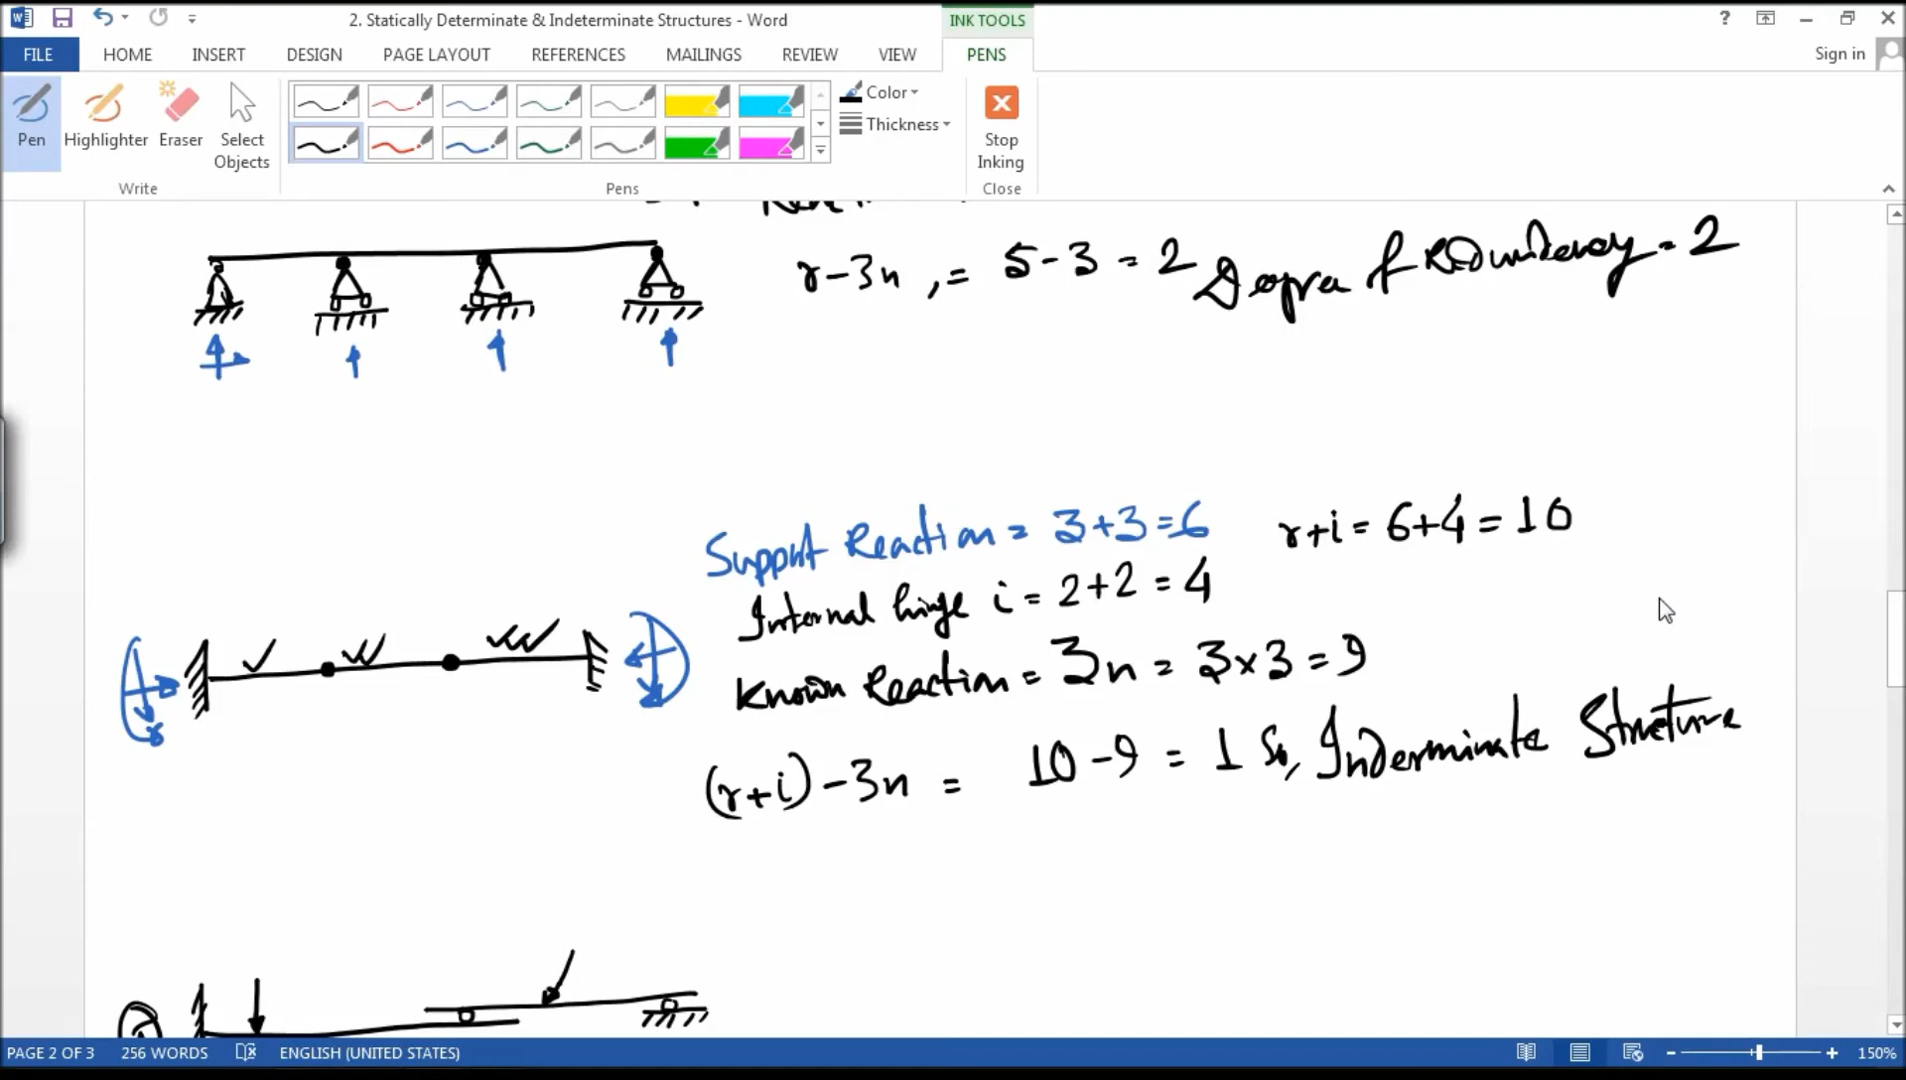 2. Statically Determinate & Indeterminate Structures - Word
INK TOOLS
?
Sign in
FILE HOME INSERT DESIGN PAGE LAYOUT REFERENCES MAILINGS REVIEW VIEW PENS
Pen
Highlighter
Eraser
Select Objects
Color
Thickness
Stop Inking
Write
Pens
Close
r-3n, = 5-3 = 2 Degree of redundancy = 2
Support Reaction = 3+3=6
r+i = 6+4 = 10
Internal hinge i = 2+2 = 4
Known Reaction = 3n = 3×3 = 9
(r+i) - 3n = 10-9 = 1 So, Inderminate Structure
PAGE 2 OF 3 256 WORDS ENGLISH (UNITED STATES)
150%